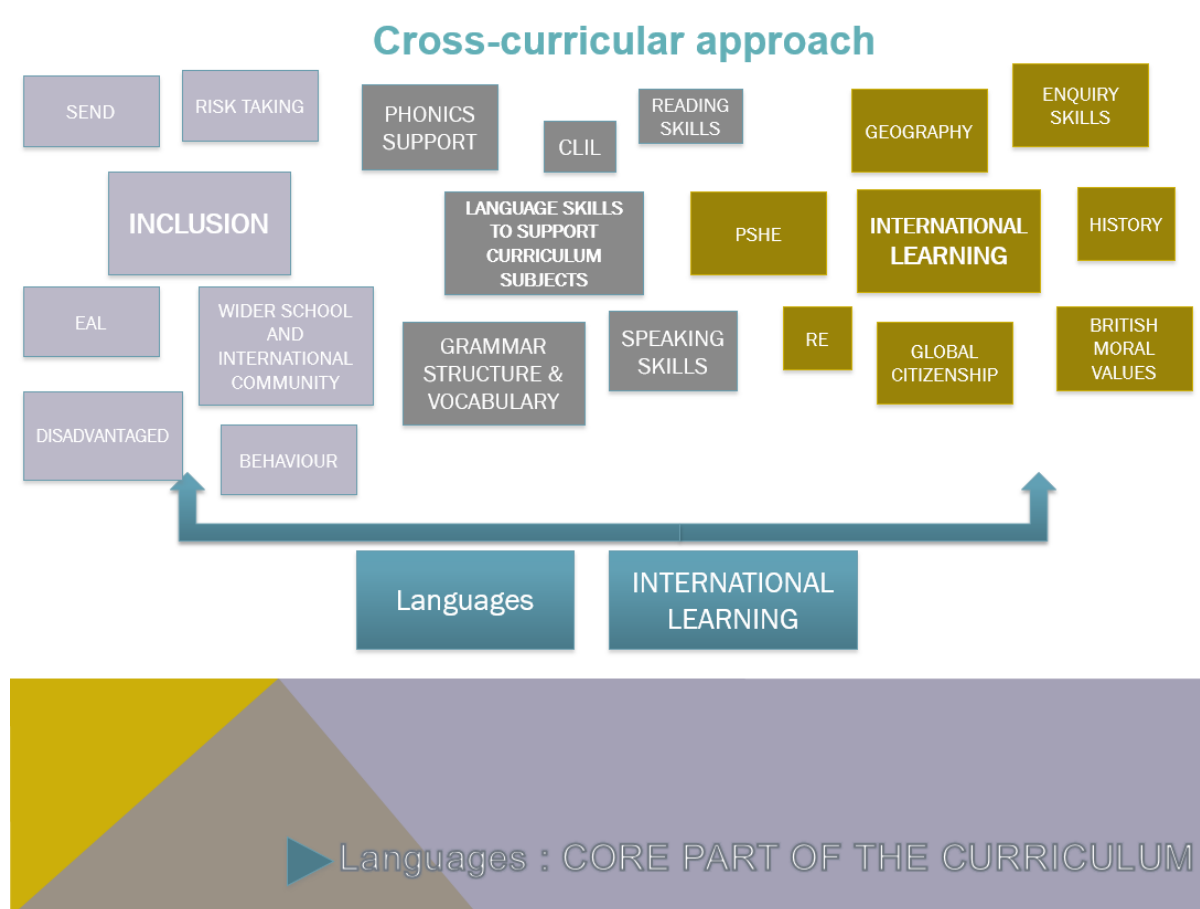 Cross-curricular approach
SEND
RISK TAKING
INCLUSION
EAL
WIDER SCHOOL
AND
INTERNATIONAL
COMMUNITY
DISADVANTAGED
BEHAVIOUR
PHONICS
SUPPORT
CLIL
READING
SKILLS
LANGUAGE SKILLS
TO SUPPORT
CURRICULUM
SUBJECTS
GRAMMAR
STRUCTURE &
VOCABULARY
SPEAKING
SKILLS
GEOGRAPHY
ENQUIRY
SKILLS
PSHE
INTERNATIONAL
LEARNING
HISTORY
RE
GLOBAL
CITIZENSHIP
BRITISH
MORAL
VALUES
Languages
INTERNATIONAL
LEARNING
Languages : CORE PART OF THE CURRICULUM